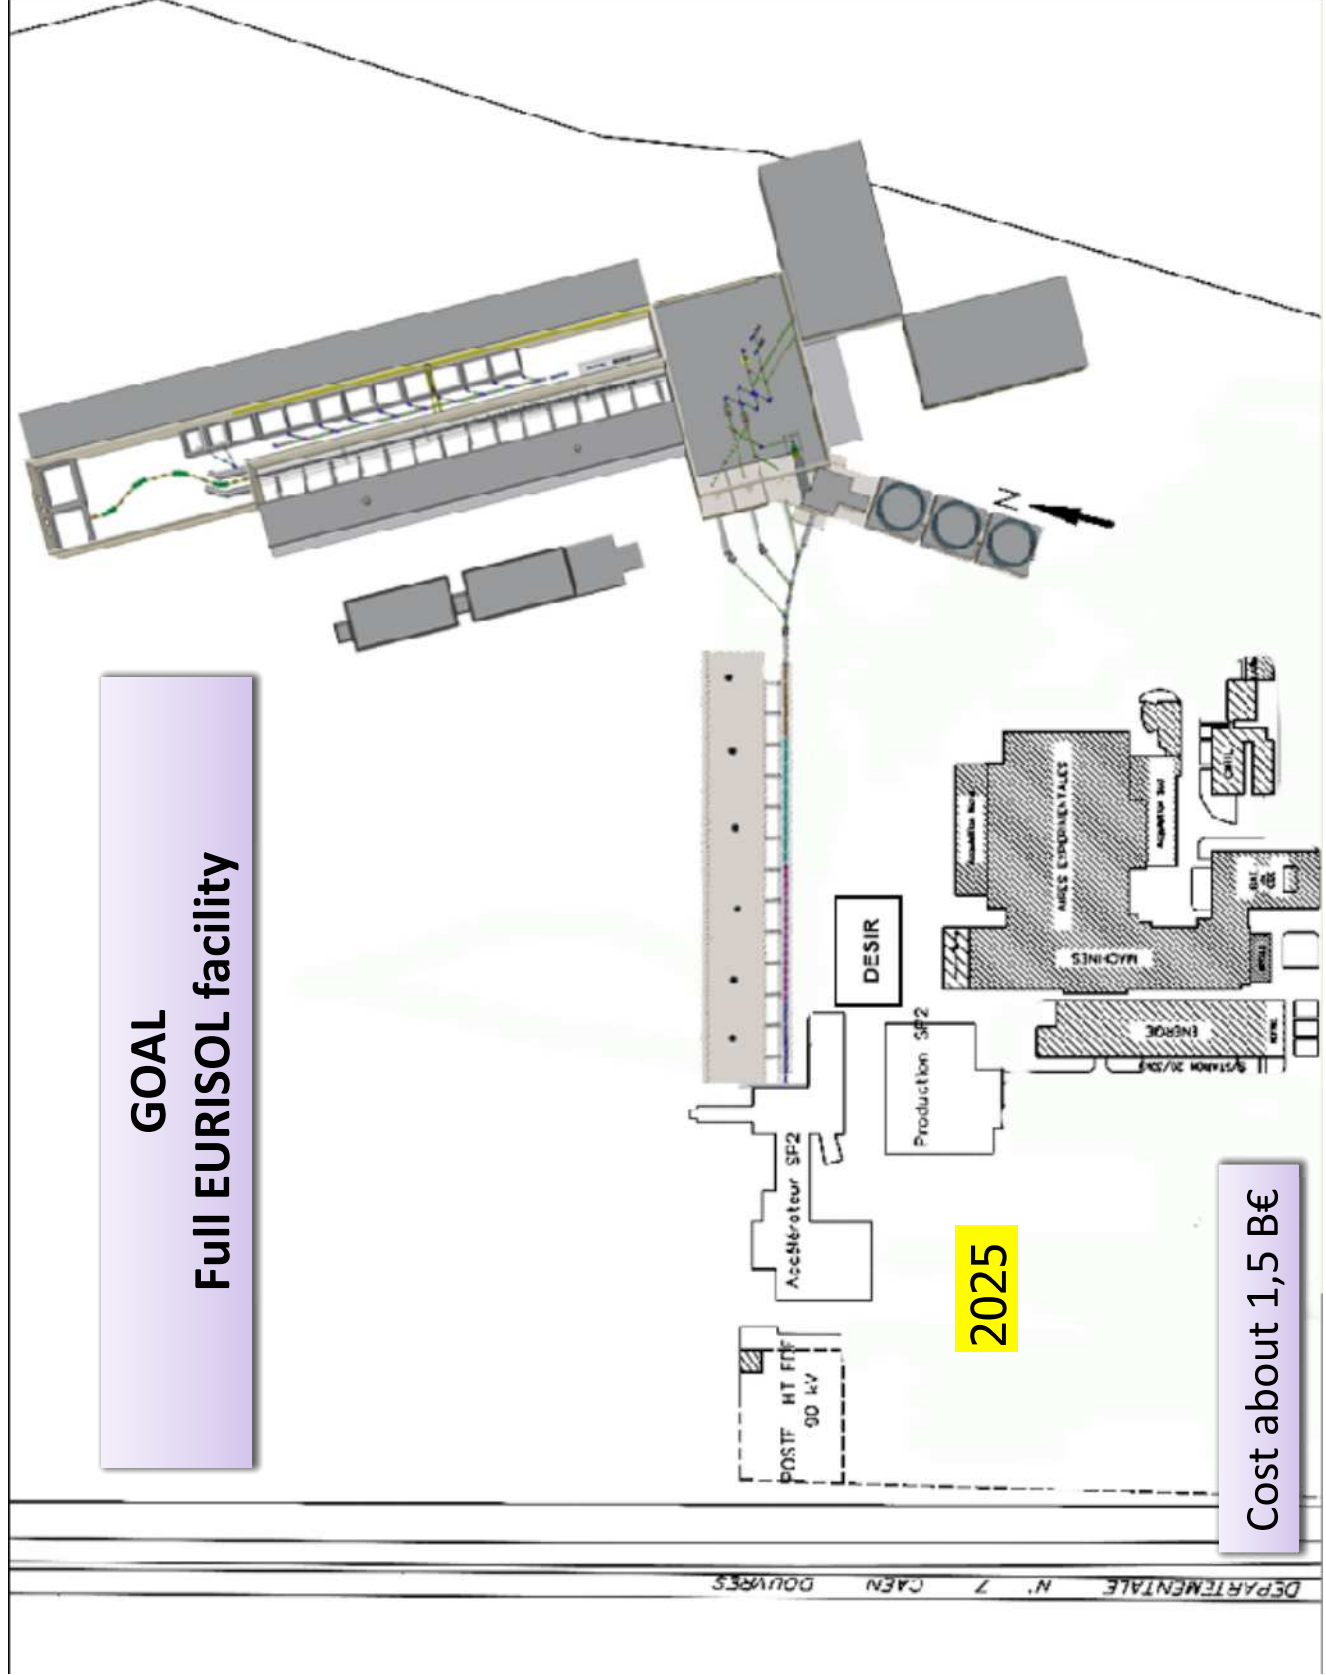 GOAL
Full EURISOL facility
N
DESIR
Production SP2
Accélérateur SP2
POSTE HT EDF
90 kV
2025
Cost about 1,5 B€
AIRES EXPERIMENTALES
MACHINES
ENERGIE
S/STATION
DEPARTEMENTALE N° 7 CAEN DOUVRES